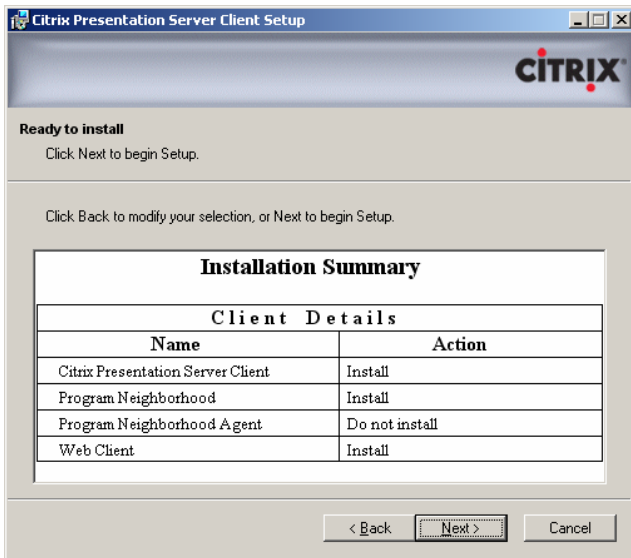 Citrix Presentation Server Client Setup
CITRIX
Ready to install
Click Next to begin Setup.
Click Back to modify your selection, or Next to begin Setup.
Installation Summary
Client Details
Name Action
Citrix Presentation Server Client Install
Program Neighborhood Install
Program Neighborhood Agent Do not install
Web Client Install
< Back Next > Cancel